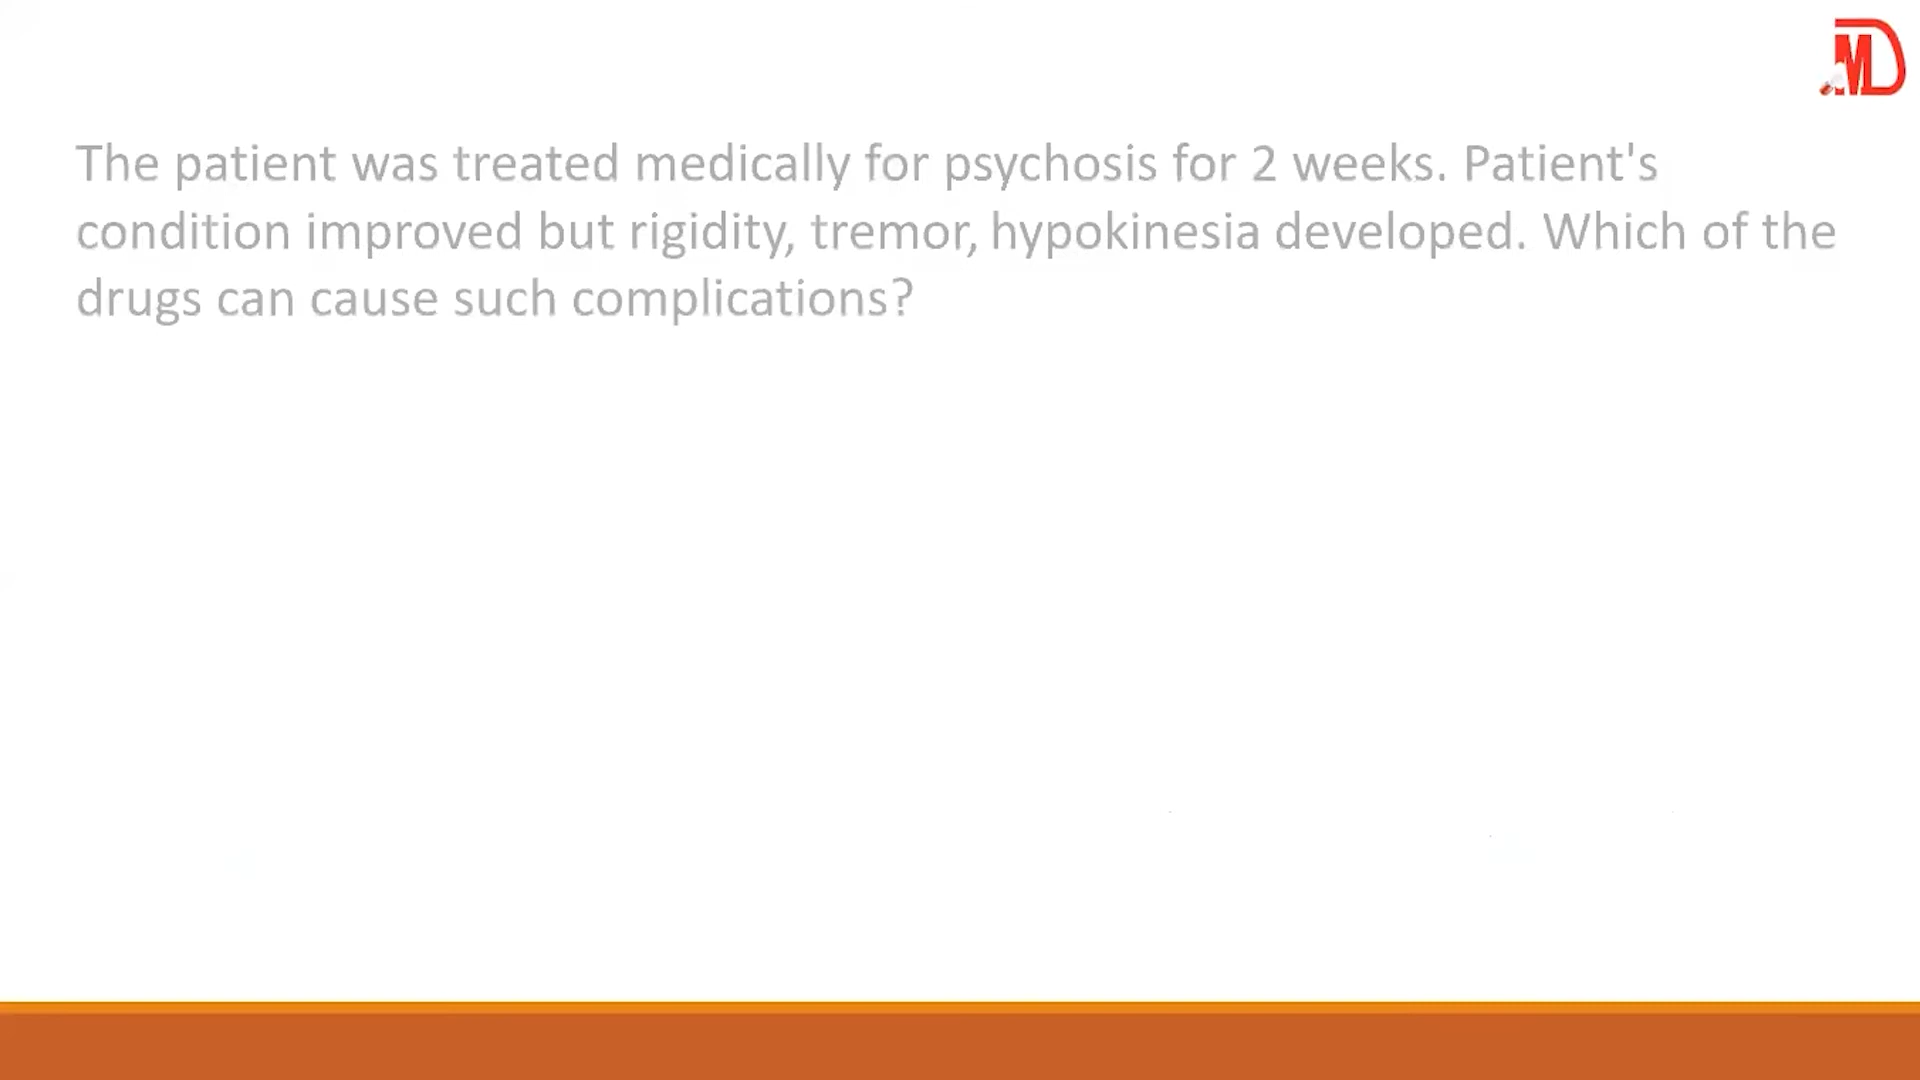 MD
The patient was treated medically for psychosis for 2 weeks. Patient's
condition improved but rigidity, tremor, hypokinesia developed. Which of the
drugs can cause such complications?